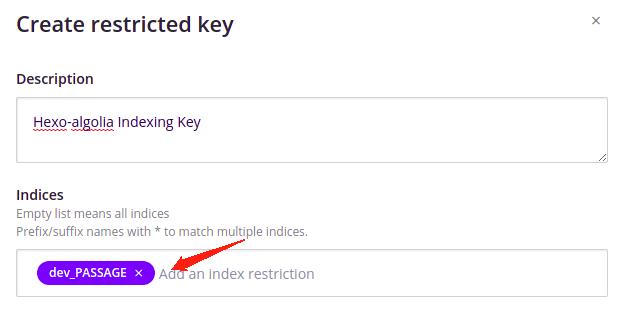 Create restricted key ×
Description
Hexo-algolia Indexing Key
Indices
Empty list means all indices
Prefix/suffix names with * to match multiple indices.
dev_PASSAGE × Add an index restriction